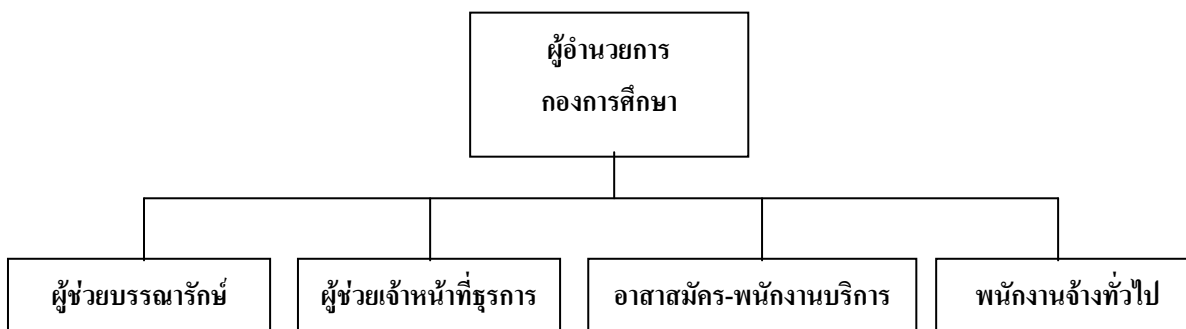 ผู้อำนวยการ
กองการศึกษา
ผู้ช่วยบรรณารักษ์
ผู้ช่วยเจ้าหน้าที่ธุรการ
อาสาสมัคร-พนักงานบริการ
พนักงานจ้างทั่วไป